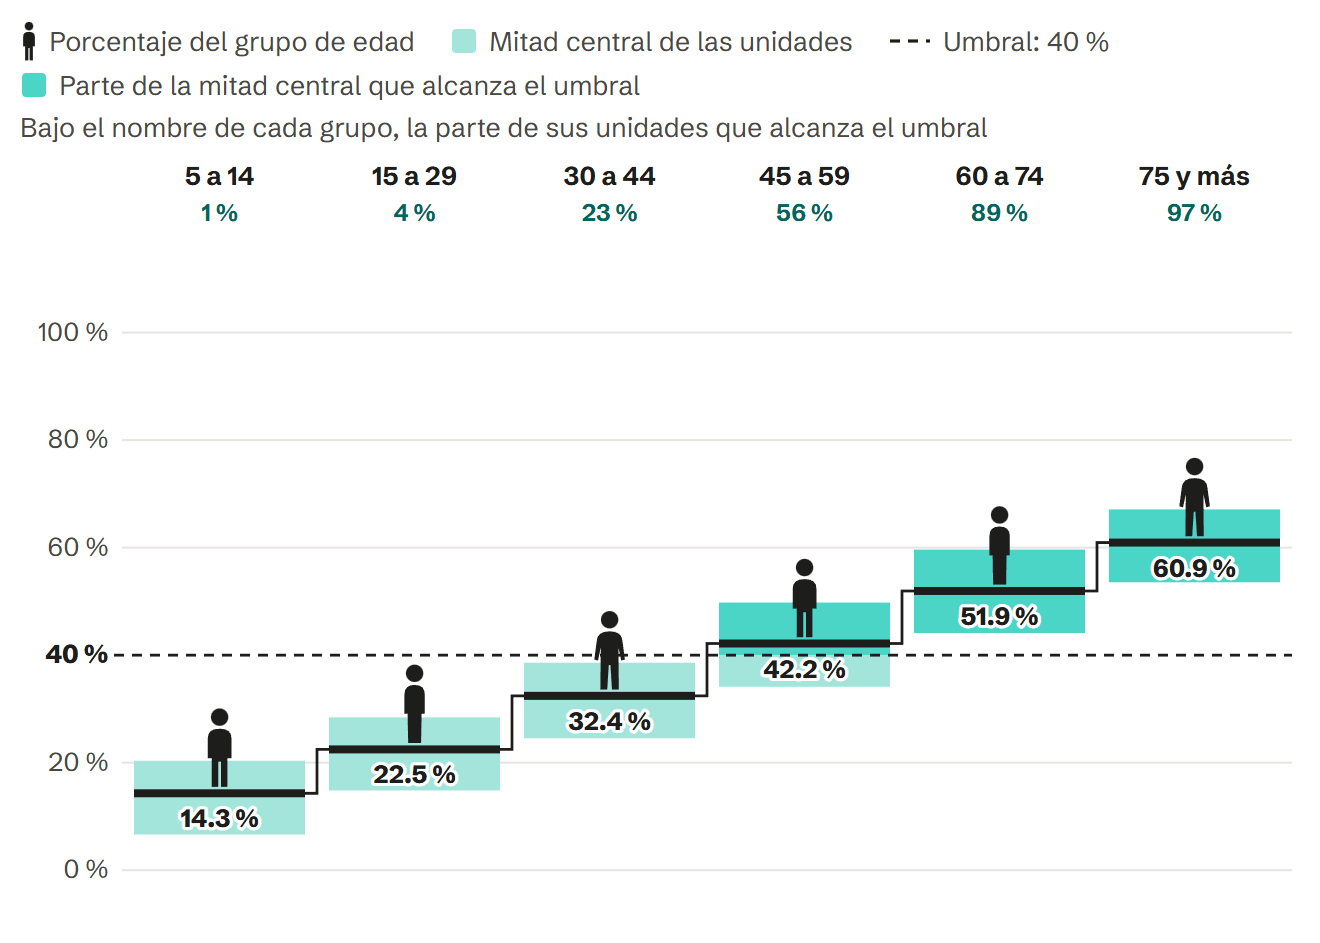 Porcentaje del grupo de edad Mitad central de las unidades Umbral: 40 %
Parte de la mitad central que alcanza el umbral
Bajo el nombre de cada grupo, la parte de sus unidades que alcanza el umbral
5 a 14 15 a 29 30 a 44 45 a 59 60 a 74 75 y más
1 % 4 % 23 % 56 % 89 % 97 %
100 %
80 %
60 %
60.9 %
51.9 %
40 %
42.2 %
32.4 %
20 %
22.5 %
14.3 %
0 %